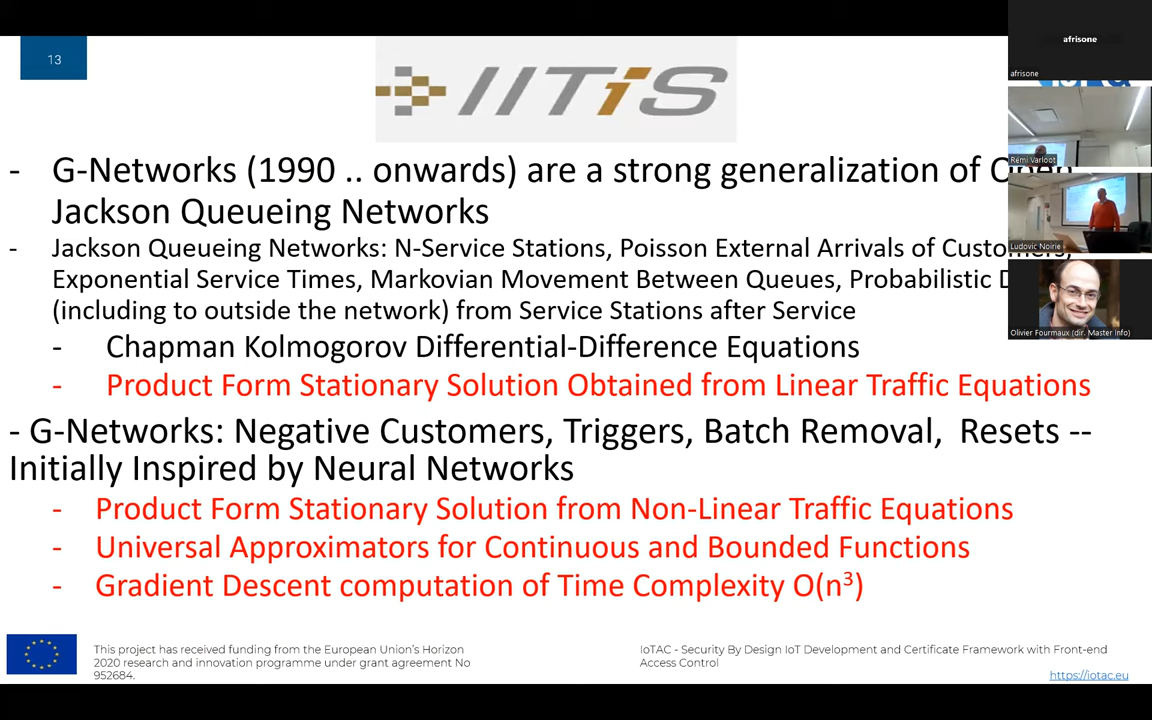 13
IITiS
afrisone
afrisone
Rémi Varloot
Ludovic Noirie
Olivier Fourmaux (dir. Master Info)
- G-Networks (1990 .. onwards) are a strong generalization of Open
Jackson Queueing Networks
- Jackson Queueing Networks: N-Service Stations, Poisson External Arrivals of Customers,
Exponential Service Times, Markovian Movement Between Queues, Probabilistic
(including to outside the network) from Service Stations after Service
- Chapman Kolmogorov Differential-Difference Equations
- Product Form Stationary Solution Obtained from Linear Traffic Equations
- G-Networks: Negative Customers, Triggers, Batch Removal, Resets --
Initially Inspired by Neural Networks
- Product Form Stationary Solution from Non-Linear Traffic Equations
- Universal Approximators for Continuous and Bounded Functions
- Gradient Descent computation of Time Complexity O(n³)
This project has received funding from the European Union's Horizon
2020 research and innovation programme under grant agreement No
952684.
IoTAC - Security By Design IoT Development and Certificate Framework with Front-end
Access Control
https://iotac.eu